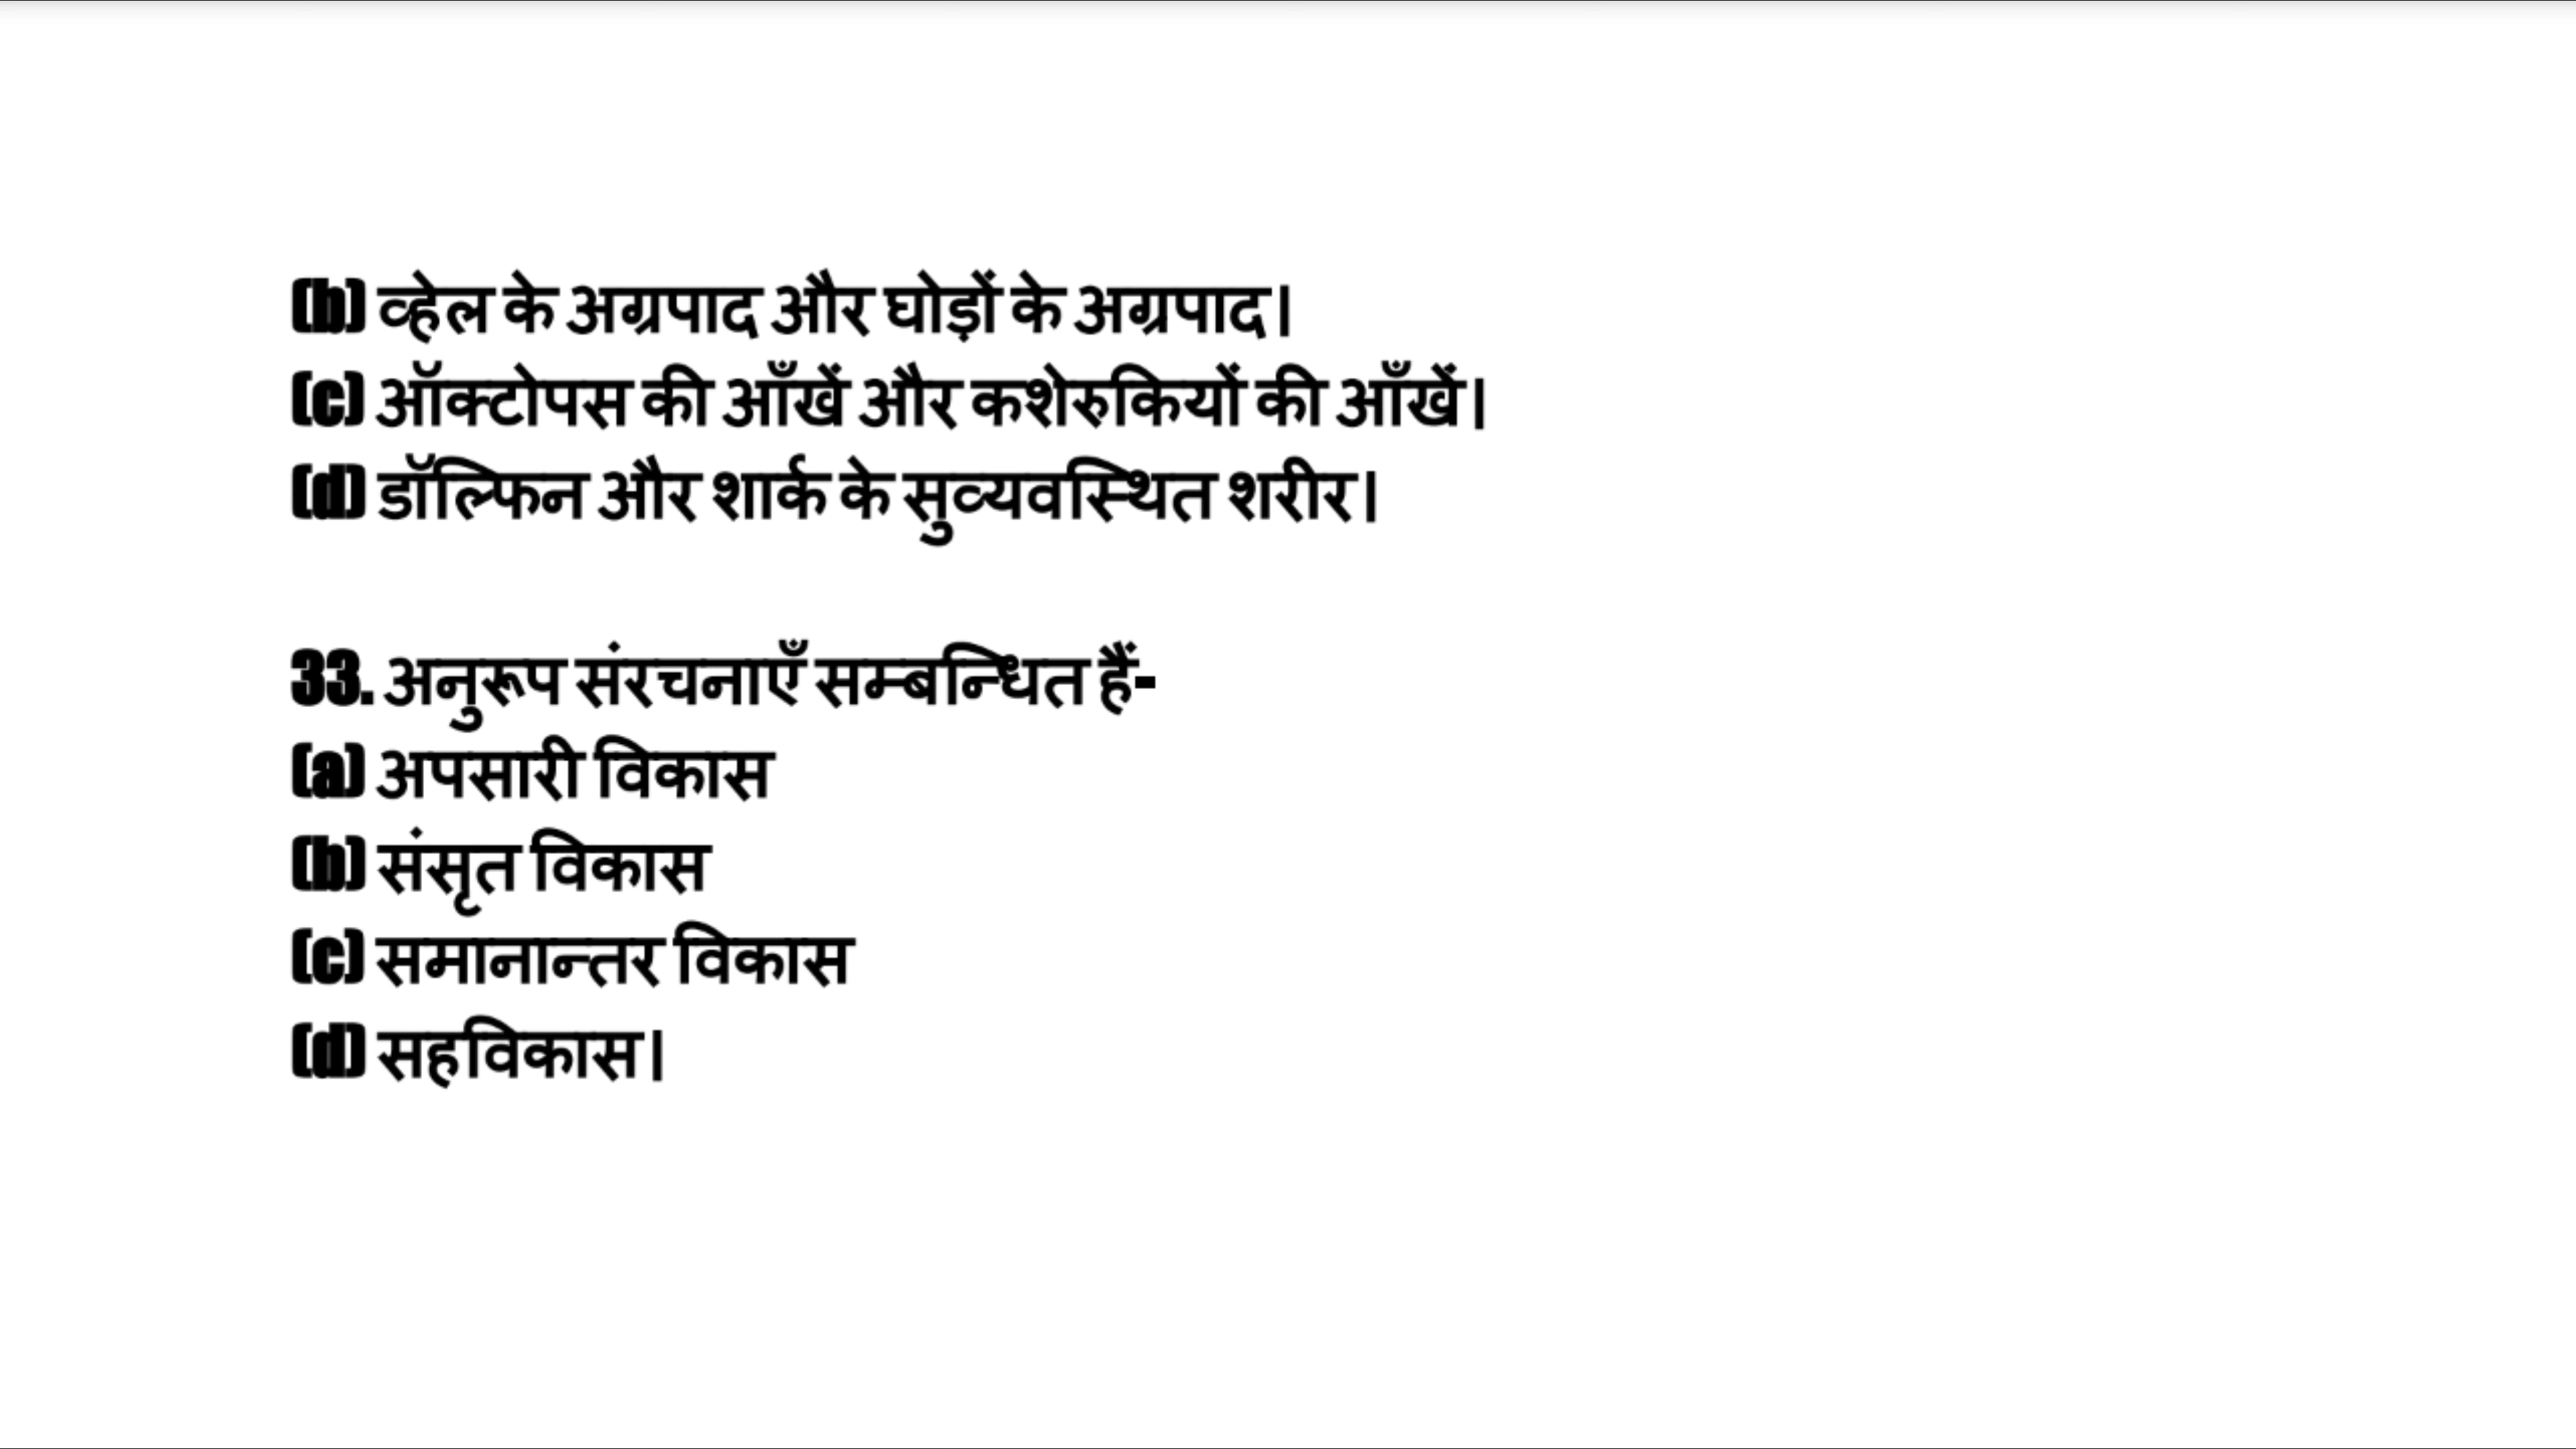 (b) व्हेल के अग्रपाद और घोड़ों के अग्रपाद।
(c) ऑक्टोपस की आँखें और कशेरुकियों की आँखें।
(d) डॉल्फिन और शार्क के सुव्यवस्थित शरीर।
33. अनुरूप संरचनाएँ सम्बन्धित हैं-
(a) अपसारी विकास
(b) संसृत विकास
(c) समानान्तर विकास
(d) सहविकास।